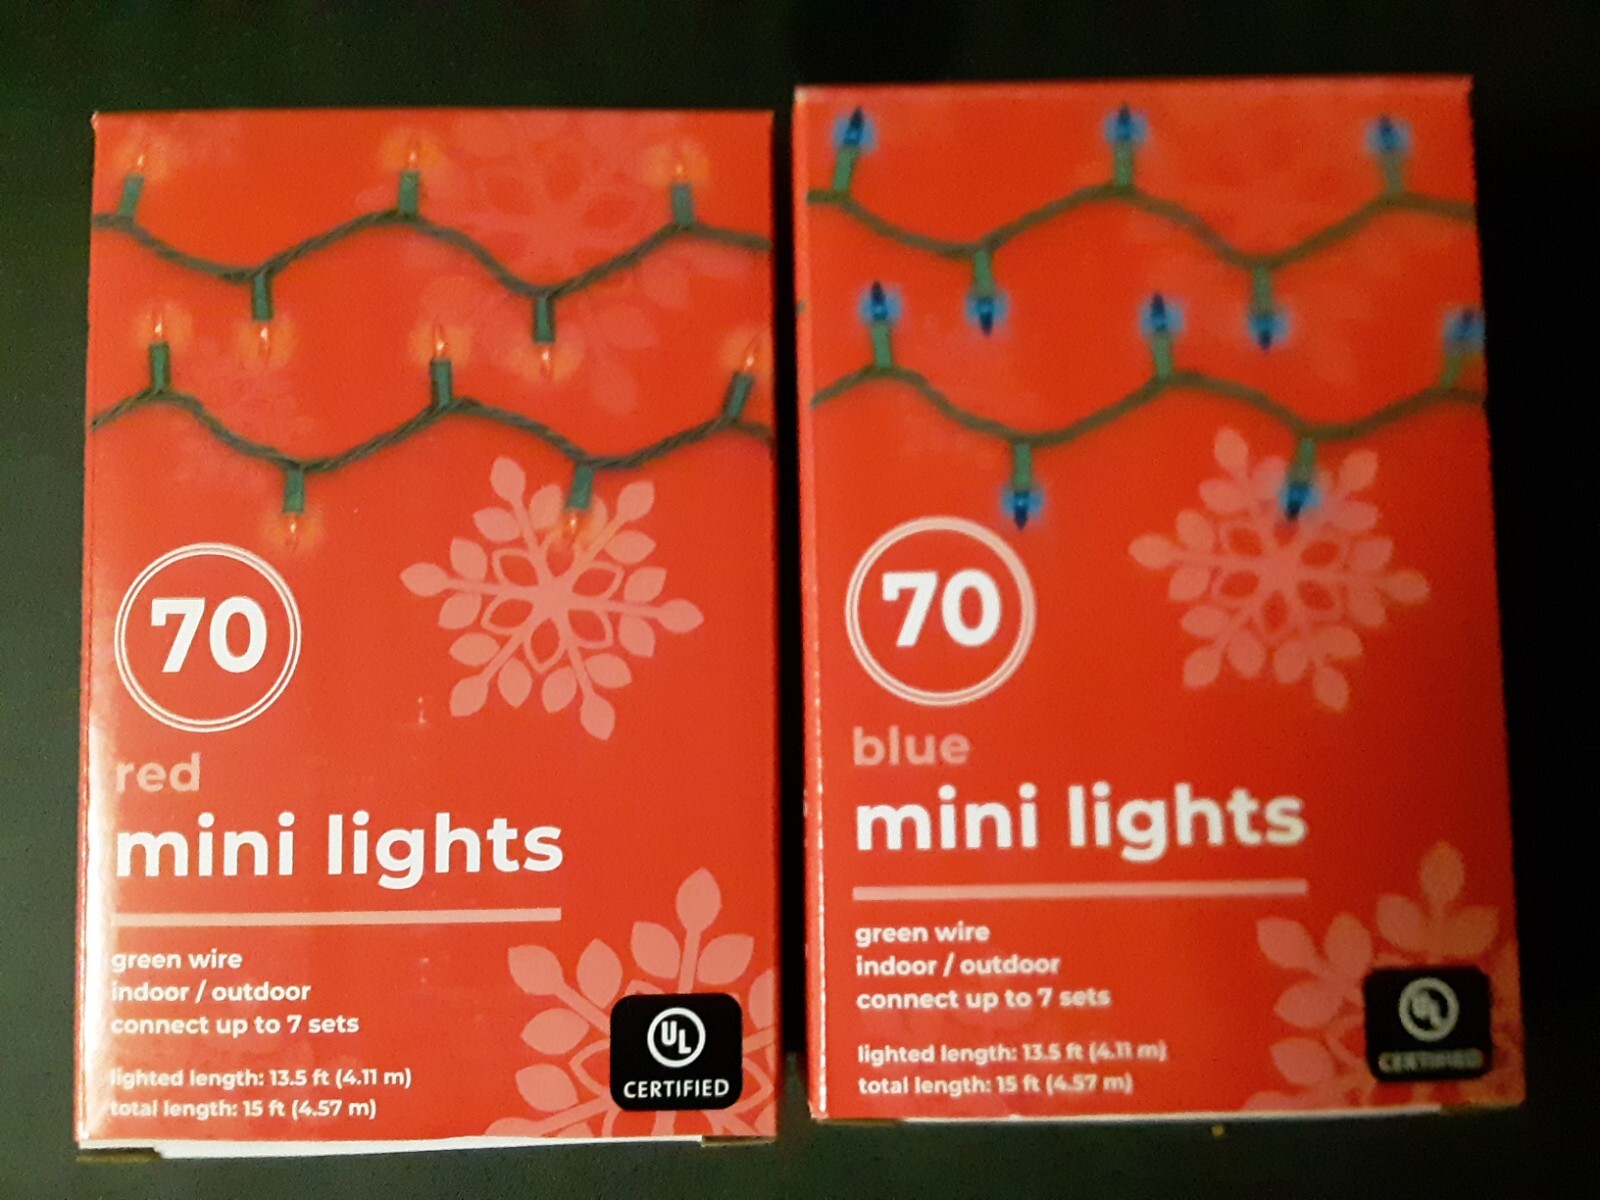 70
red
mini lights
green wire
indoor / outdoor
connect up to 7 sets
lighted length: 13.5 ft (4.11 m)
total length: 15 ft (4.57 m)
UL
CERTIFIED
70
blue
mini lights
green wire
indoor / outdoor
connect up to 7 sets
lighted length: 13.5 ft (4.11 m)
total length: 15 ft (4.57 m)
UL
CERTIFIED